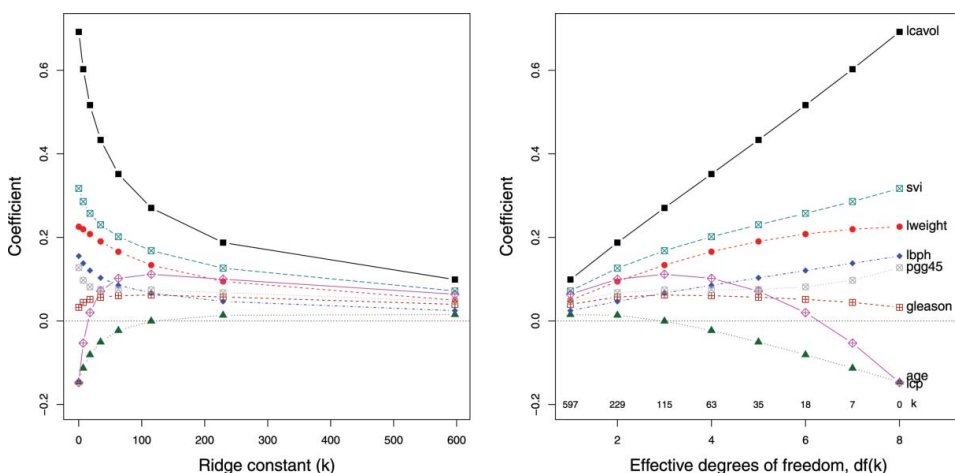 0.6
0.4
0.2
0.0
−0.2
Coefficient
0 100 200 300 400 500 600
Ridge constant (k)
0.6
0.4
0.2
0.0
−0.2
Coefficient
lcavol
svi
lweight
lbph
pgg45
gleason
age
lcp
597 229 115 63 35 18 7 0 k
2 4 6 8
Effective degrees of freedom, df(k)